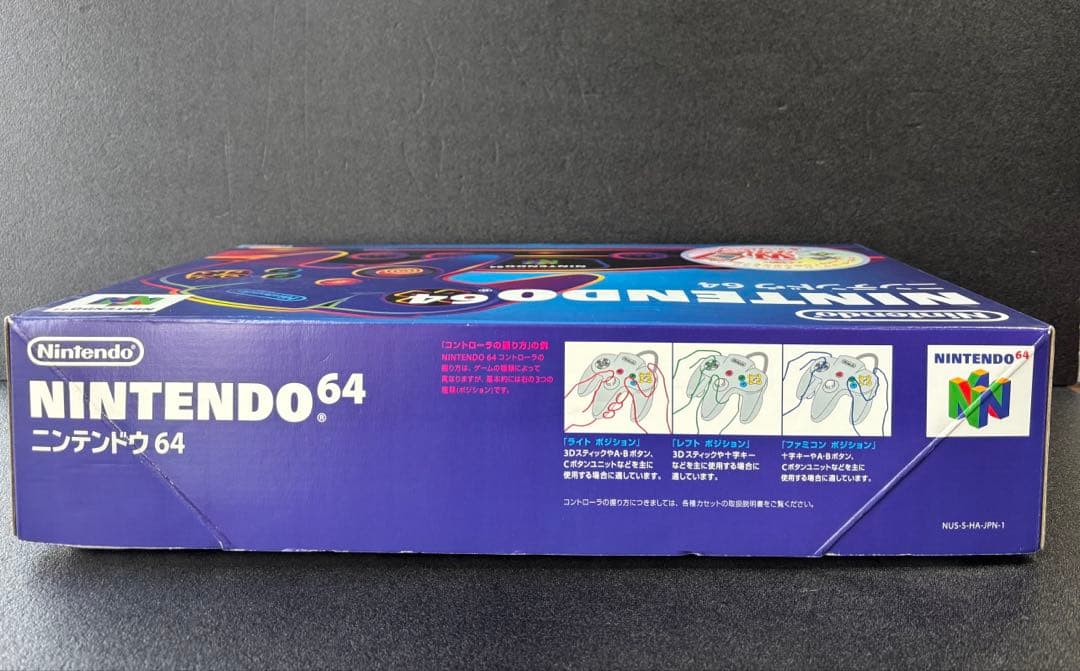 NINTENDO64
NINTENDO64
ニンテンドウ 64
Nintendo
Nintendo
NINTENDO 64
®
ニンテンドウ 64
「コントローラの握り方」の例
NINTENDO 64 コントローラの
握り方は、ゲームの種類によって
異なりますが、基本的には右の3つの
種類(ポジション)です。
「ライト ポジション」
3DスティックやA・Bボタン、
Cボタンユニットなどを主に
使用する場合に適しています。
「レフト ポジション」
3Dスティックや十字キー
などを主に使用する場合に
適しています。
「ファミコン ポジション」
十字キーやA・Bボタン、
Cボタンユニットなどを主に
使用する場合に適しています。
コントローラの握り方につきましては、各種カセットの取扱説明書をご覧ください。
NINTENDO 64
NUS-S-HA-JPN-1